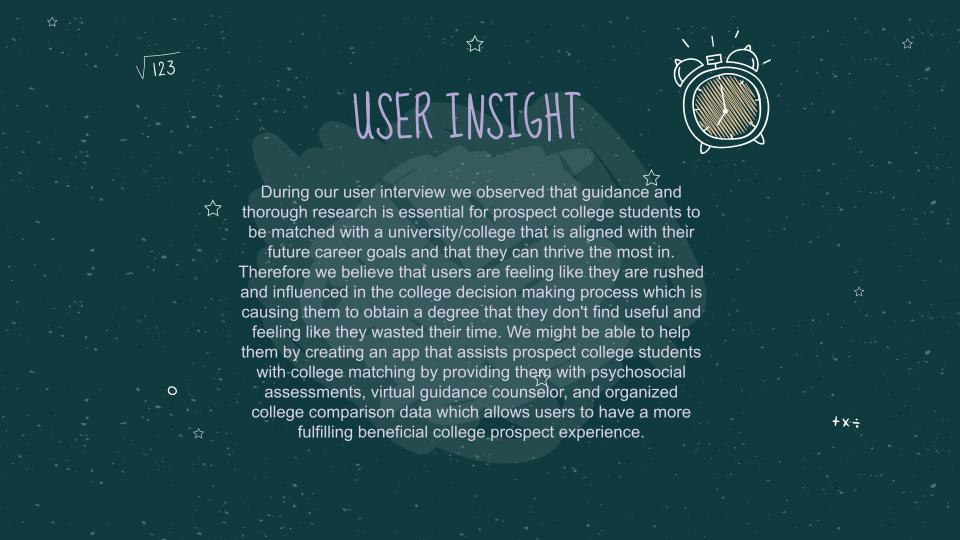 √123
USER INSIGHT
During our user interview we observed that guidance and
thorough research is essential for prospect college students to
be matched with a university/college that is aligned with their
future career goals and that they can thrive the most in.
Therefore we believe that users are feeling like they are rushed
and influenced in the college decision making process which is
causing them to obtain a degree that they don't find useful and
feeling like they wasted their time. We might be able to help
them by creating an app that assists prospect college students
with college matching by providing them with psychosocial
assessments, virtual guidance counselor, and organized
college comparison data which allows users to have a more
fulfilling beneficial college prospect experience.
+x÷